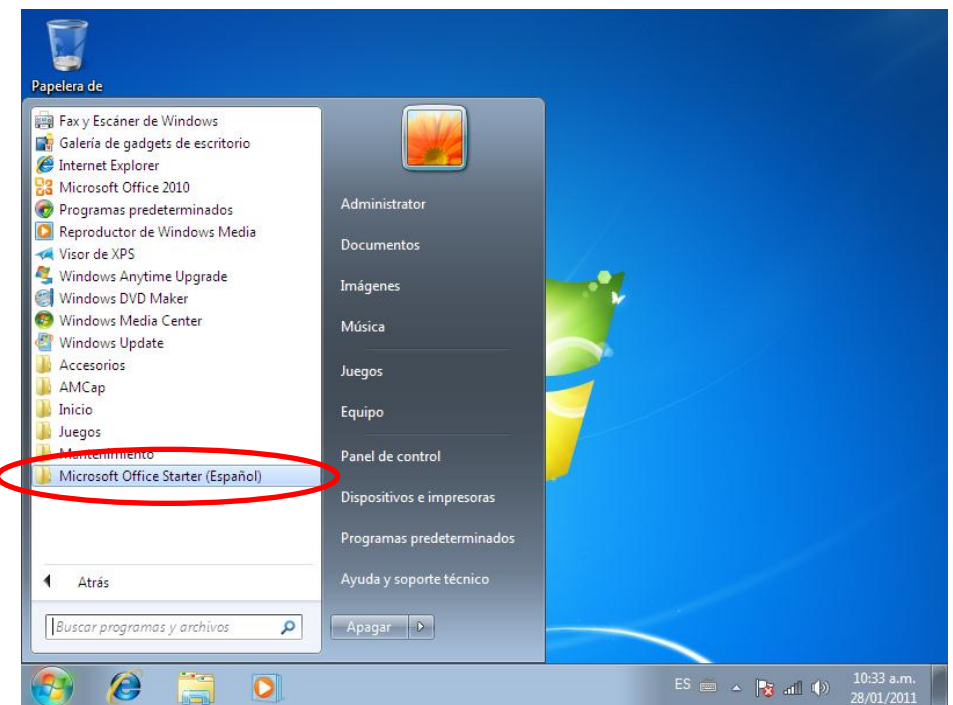 Papelera de
Fax y Escáner de Windows
Galería de gadgets de escritorio
Internet Explorer
Microsoft Office 2010
Programas predeterminados
Reproductor de Windows Media
Visor de XPS
Windows Anytime Upgrade
Windows DVD Maker
Windows Media Center
Windows Update
Accesorios
AMCap
Inicio
Juegos
Mantenimiento
Microsoft Office Starter (Español)
Atrás
Buscar programas y archivos
Administrator
Documentos
Imágenes
Música
Juegos
Equipo
Panel de control
Dispositivos e impresoras
Programas predeterminados
Ayuda y soporte técnico
Apagar
ES
10:33 a.m.
28/01/2011